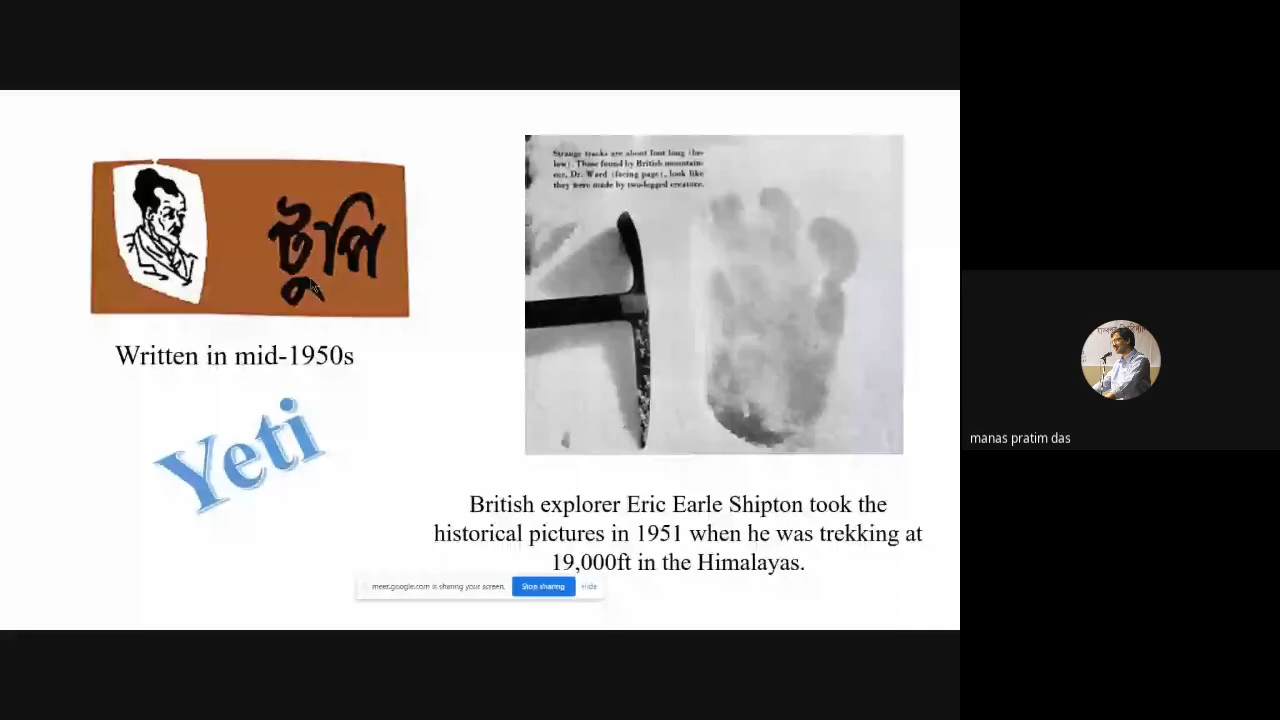 টুপি
Written in mid-1950s
Yeti
Strange tracks are about foot long (be-
low). Those found by British mountain-
eer, Dr. Ward (facing page), look like
they were made by two-legged creature.
British explorer Eric Earle Shipton took the
historical pictures in 1951 when he was trekking at
19,000ft in the Himalayas.
meet.google.com is sharing your screen. Stop sharing Hide
manas pratim das